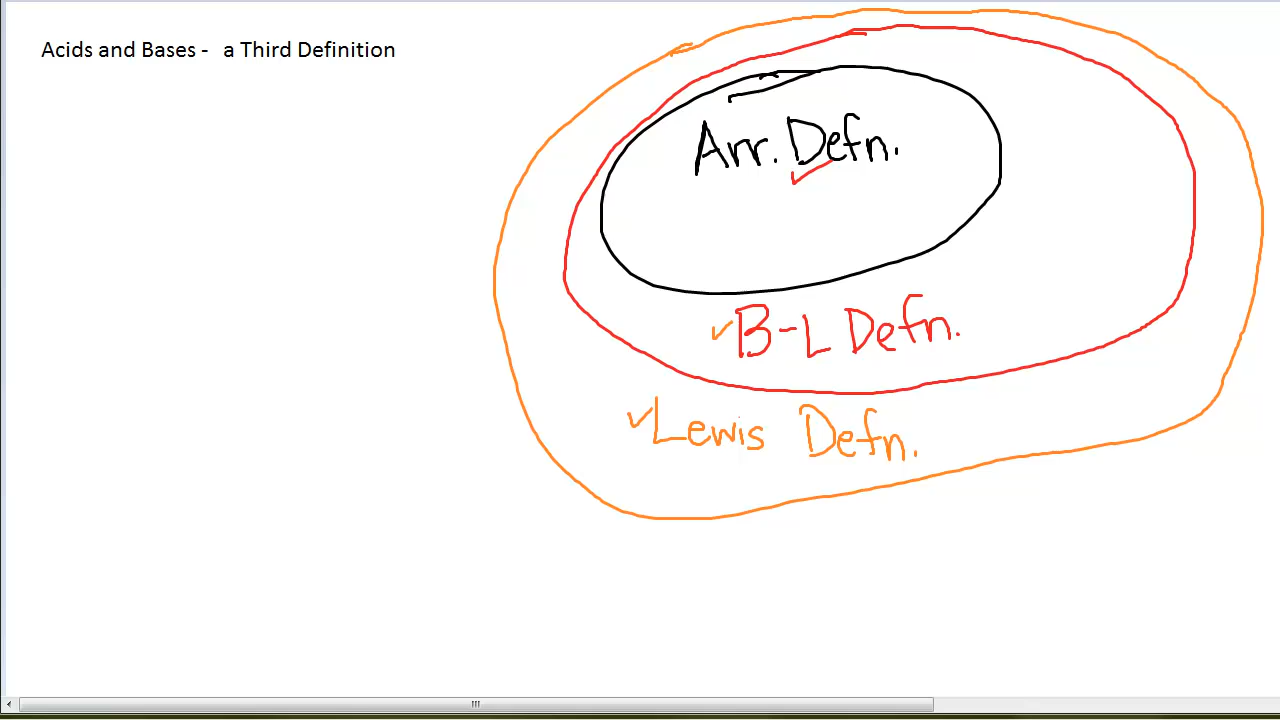 Acids and Bases - a Third Definition
Arr. Defn.
B-L Defn.
Lewis Defn.